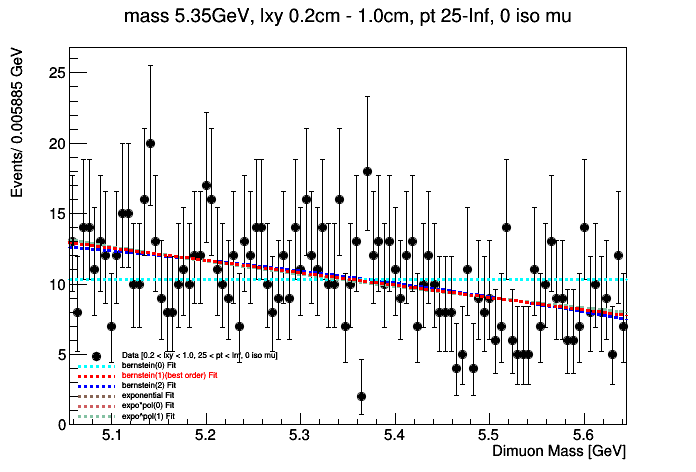 mass 5.35GeV, lxy 0.2cm - 1.0cm, pt 25-Inf, 0 iso mu
Events/ 0.005885 GeV
25
20
15
10
5
0
Data [0.2 < lxy < 1.0, 25 < pt < Inf, 0 iso mu]
bernstein(0) Fit
bernstein(1)(best order) Fit
bernstein(2) Fit
exponential Fit
expo*pol(0) Fit
expo*pol(1) Fit
5.1 5.2 5.3 5.4 5.5 5.6
Dimuon Mass [GeV]